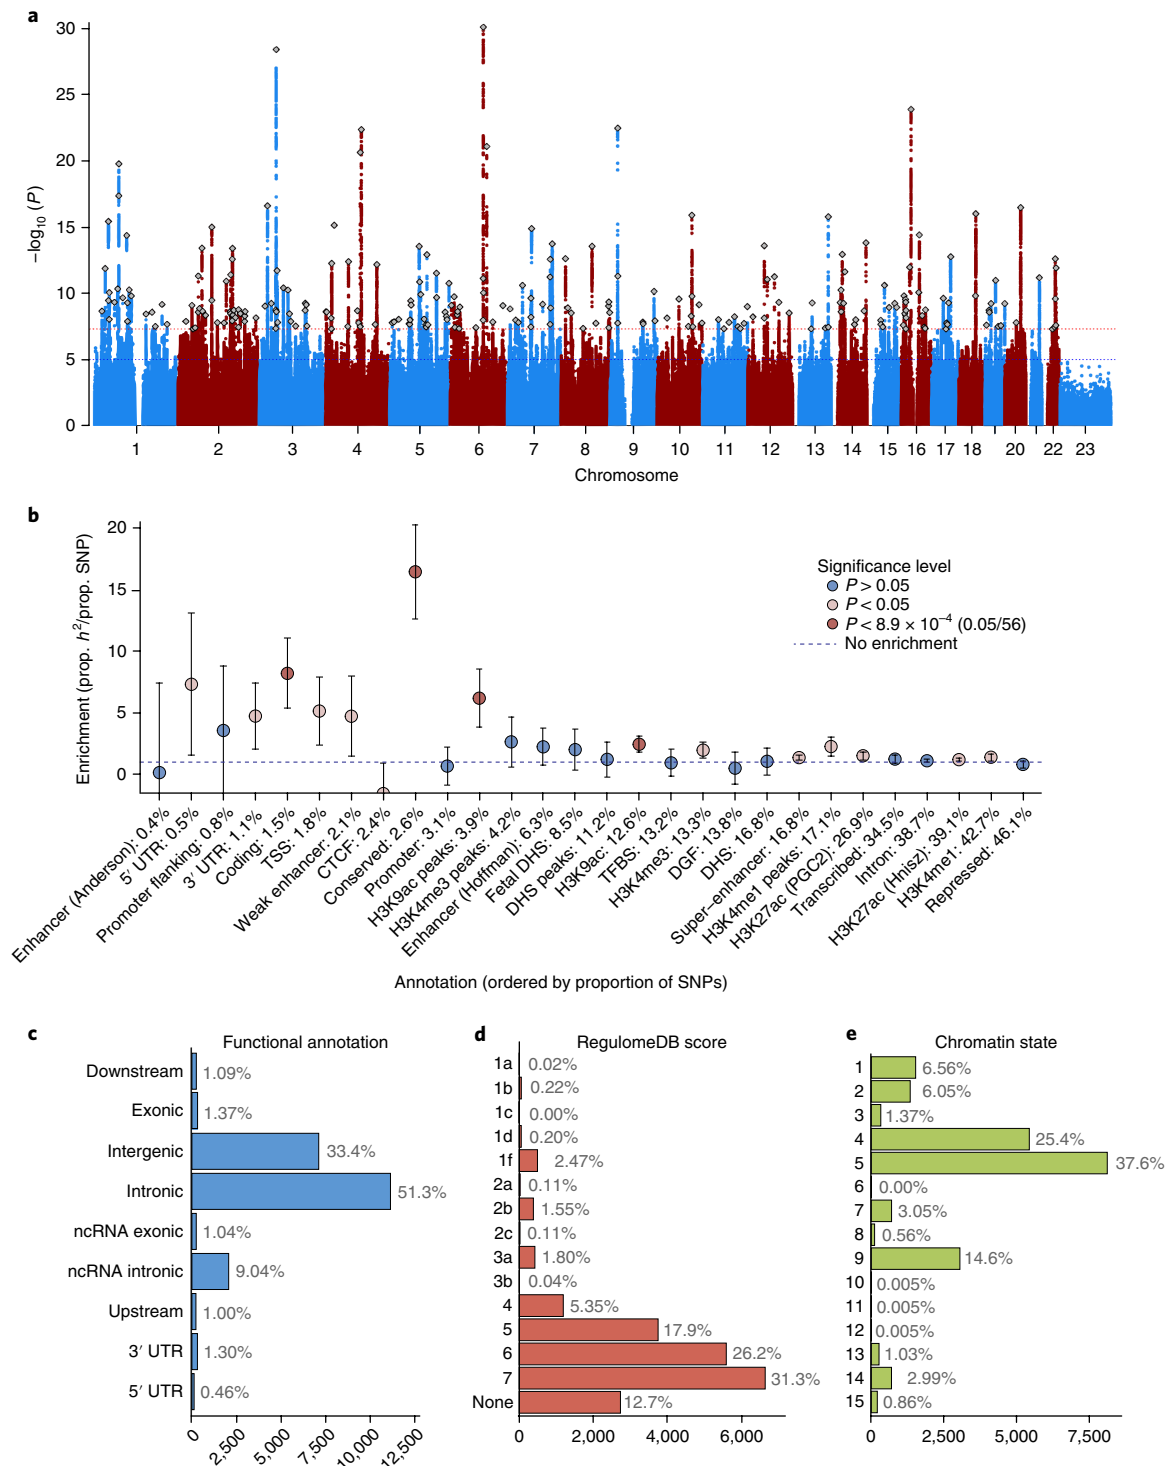 a
30
25
20
15
10
5
0
−log₁₀ (P)
1 2 3 4 5 6 7 8 9 10 11 12 13 14 15 16 17 18 20 22 23
Chromosome
b
20
15
10
5
0
Enrichment (prop. h²/prop. SNP)
Significance level
P > 0.05
P < 0.05
P < 8.9 × 10⁻⁴ (0.05/56)
No enrichment
Enhancer (Anderson): 0.4%
5′ UTR: 0.5%
Promoter flanking: 0.8%
3′ UTR: 1.1%
Coding: 1.5%
TSS: 1.8%
Weak enhancer: 2.1%
CTCF: 2.4%
Conserved: 2.6%
Promoter: 3.1%
H3K9ac peaks: 3.9%
H3K4me3 peaks: 4.2%
Enhancer (Hoffman): 6.3%
Fetal DHS: 8.5%
DHS peaks: 11.2%
H3K9ac: 12.6%
TFBS: 13.2%
H3K4me3: 13.3%
DGF: 13.8%
DHS: 16.8%
Super−enhancer: 16.8%
H3K4me1 peaks: 17.1%
H3K27ac (PGC2): 26.9%
Transcribed: 34.5%
Intron: 38.7%
H3K27ac (Hnisz): 39.1%
H3K4me1: 42.7%
Repressed: 46.1%
Annotation (ordered by proportion of SNPs)
c
Functional annotation
Downstream 1.09%
Exonic 1.37%
Intergenic 33.4%
Intronic 51.3%
ncRNA exonic 1.04%
ncRNA intronic 9.04%
Upstream 1.00%
3′ UTR 1.30%
5′ UTR 0.46%
0 2,500 5,000 7,500 10,000 12,500
d
RegulomeDB score
1a 0.02%
1b 0.22%
1c 0.00%
1d 0.20%
1f 2.47%
2a 0.11%
2b 1.55%
2c 0.11%
3a 1.80%
3b 0.04%
4 5.35%
5 17.9%
6 26.2%
7 31.3%
None 12.7%
0 2,000 4,000 6,000
e
Chromatin state
1 6.56%
2 6.05%
3 1.37%
4 25.4%
5 37.6%
6 0.00%
7 3.05%
8 0.56%
9 14.6%
10 0.005%
11 0.005%
12 0.005%
13 1.03%
14 2.99%
15 0.86%
0 2,500 5,000 7,500